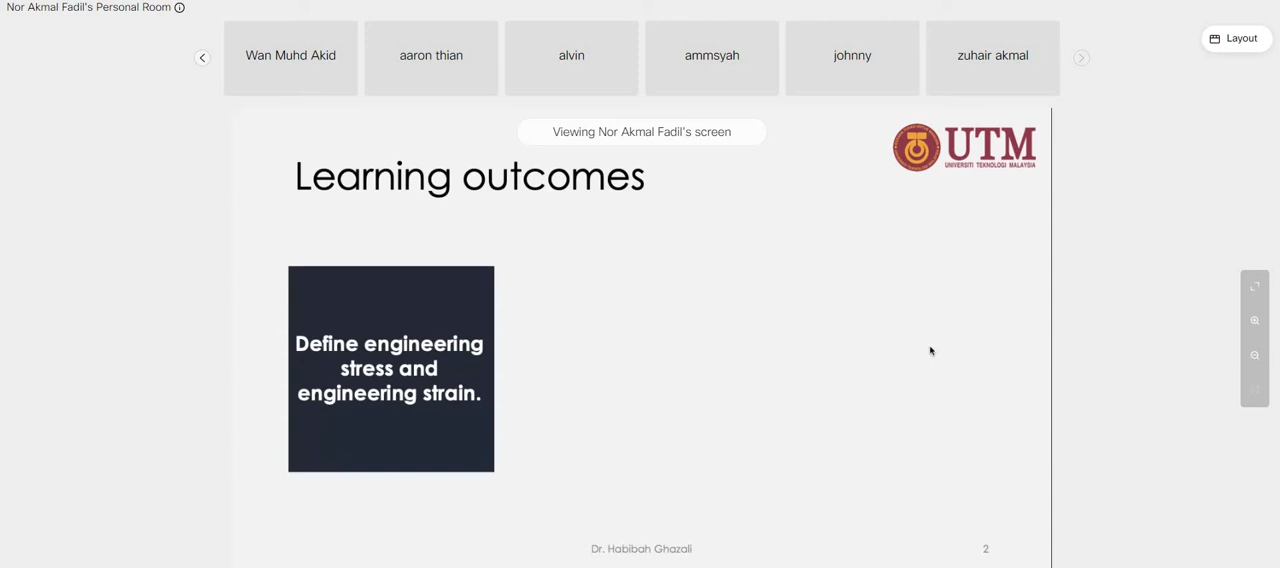 Nor Akmal Fadil's Personal Room
Wan Muhd Akid
aaron thian
alvin
ammsyah
johnny
zuhair akmal
Layout
Viewing Nor Akmal Fadil's screen
UTM
UNIVERSITI TEKNOLOGI MALAYSIA
Learning outcomes
Define engineering
stress and
engineering strain.
Dr. Habibah Ghazali
2